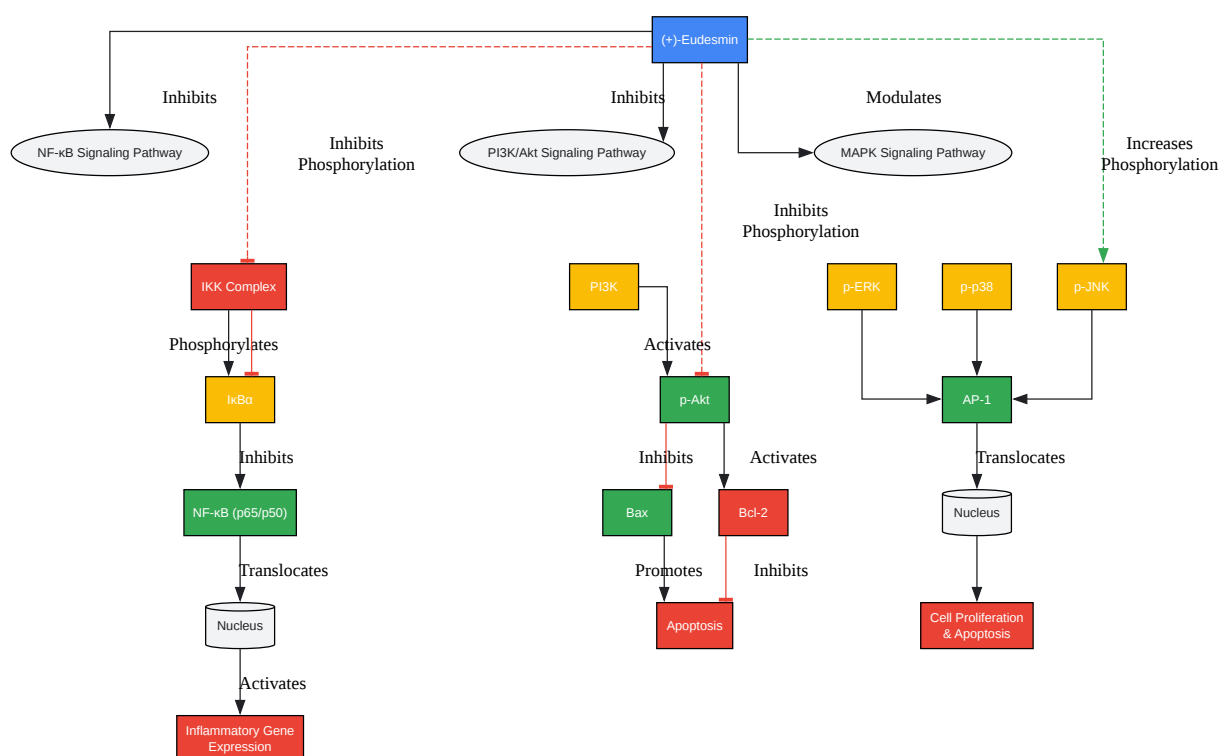 (+)-Eudesmin
Inhibits
Inhibits
Modulates
NF-κB Signaling Pathway
Inhibits
Phosphorylation
PI3K/Akt Signaling Pathway
MAPK Signaling Pathway
Increases
Phosphorylation
Inhibits
Phosphorylation
IKK Complex
PI3K
p-ERK
p-p38
p-JNK
Phosphorylates
Activates
IκBα
p-Akt
AP-1
Inhibits
Inhibits
Activates
Translocates
NF-κB (p65/p50)
Bax
Bcl-2
Nucleus
Translocates
Promotes
Inhibits
Nucleus
Apoptosis
Cell Proliferation
& Apoptosis
Activates
Inflammatory Gene
Expression